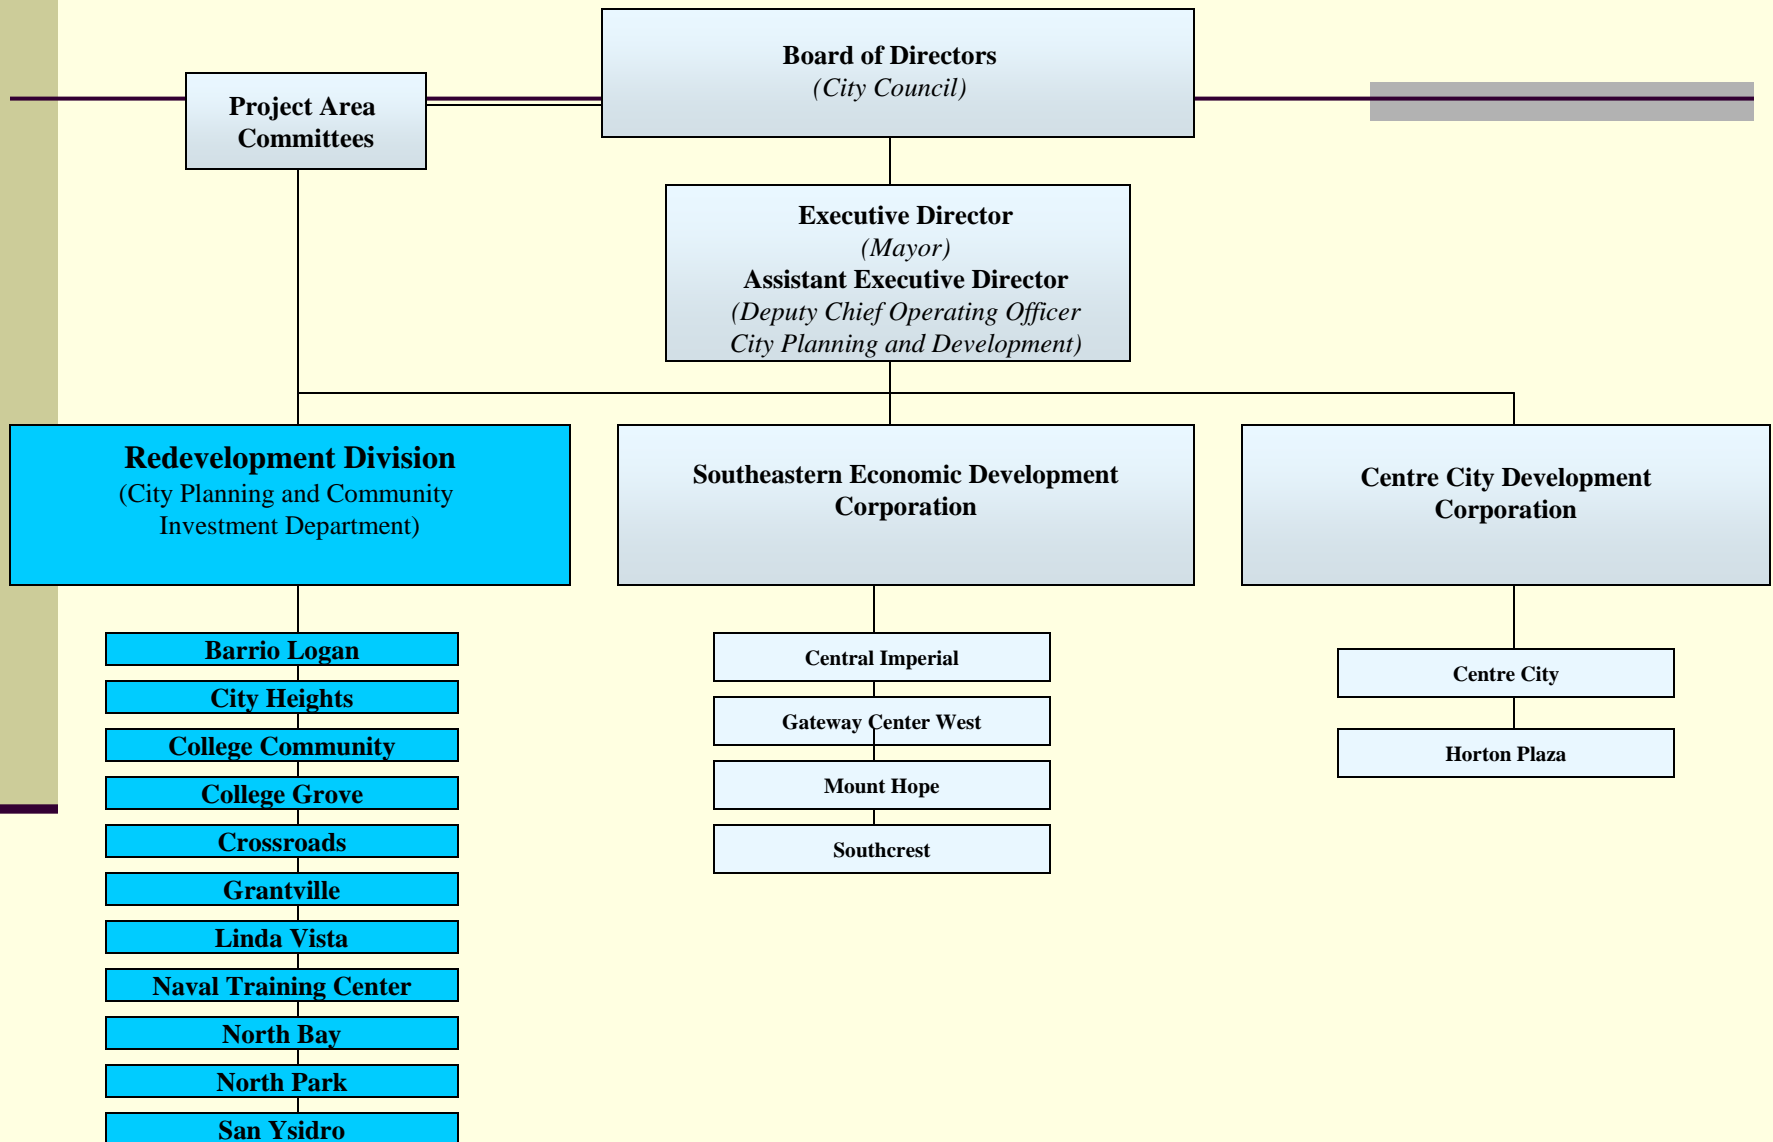 Board of Directors
(City Council)
Project Area
Committees
Executive Director
(Mayor)
Assistant Executive Director
(Deputy Chief Operating Officer
City Planning and Development)
Redevelopment Division
(City Planning and Community
Investment Department)
Southeastern Economic Development
Corporation
Centre City Development
Corporation
Barrio Logan
City Heights
College Community
College Grove
Crossroads
Grantville
Linda Vista
Naval Training Center
North Bay
North Park
San Ysidro
Central Imperial
Gateway Center West
Mount Hope
Southcrest
Centre City
Horton Plaza